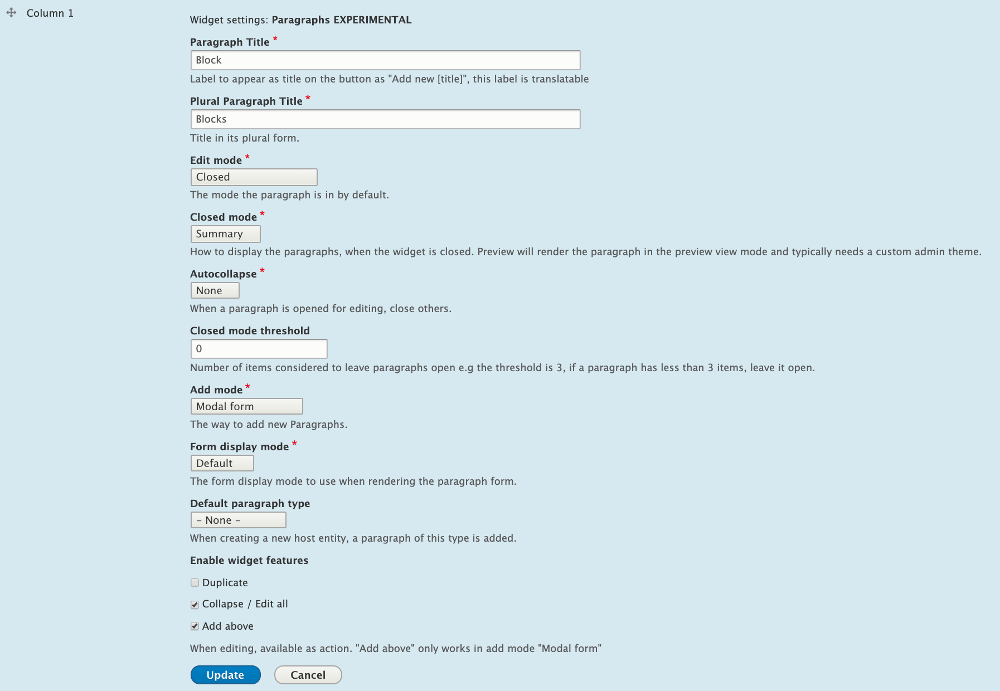 Column 1
Widget settings: Paragraphs EXPERIMENTAL
Paragraph Title *
Block
Label to appear as title on the button as "Add new [title]", this label is translatable
Plural Paragraph Title *
Blocks
Title in its plural form.
Edit mode *
Closed
The mode the paragraph is in by default.
Closed mode *
Summary
How to display the paragraphs, when the widget is closed. Preview will render the paragraph in the preview view mode and typically needs a custom admin theme.
Autocollapse *
None
When a paragraph is opened for editing, close others.
Closed mode threshold
0
Number of items considered to leave paragraphs open e.g the threshold is 3, if a paragraph has less than 3 items, leave it open.
Add mode *
Modal form
The way to add new Paragraphs.
Form display mode *
Default
The form display mode to use when rendering the paragraph form.
Default paragraph type
- None -
When creating a new host entity, a paragraph of this type is added.
Enable widget features
Duplicate
Collapse / Edit all
Add above
When editing, available as action. "Add above" only works in add mode "Modal form"
Update Cancel